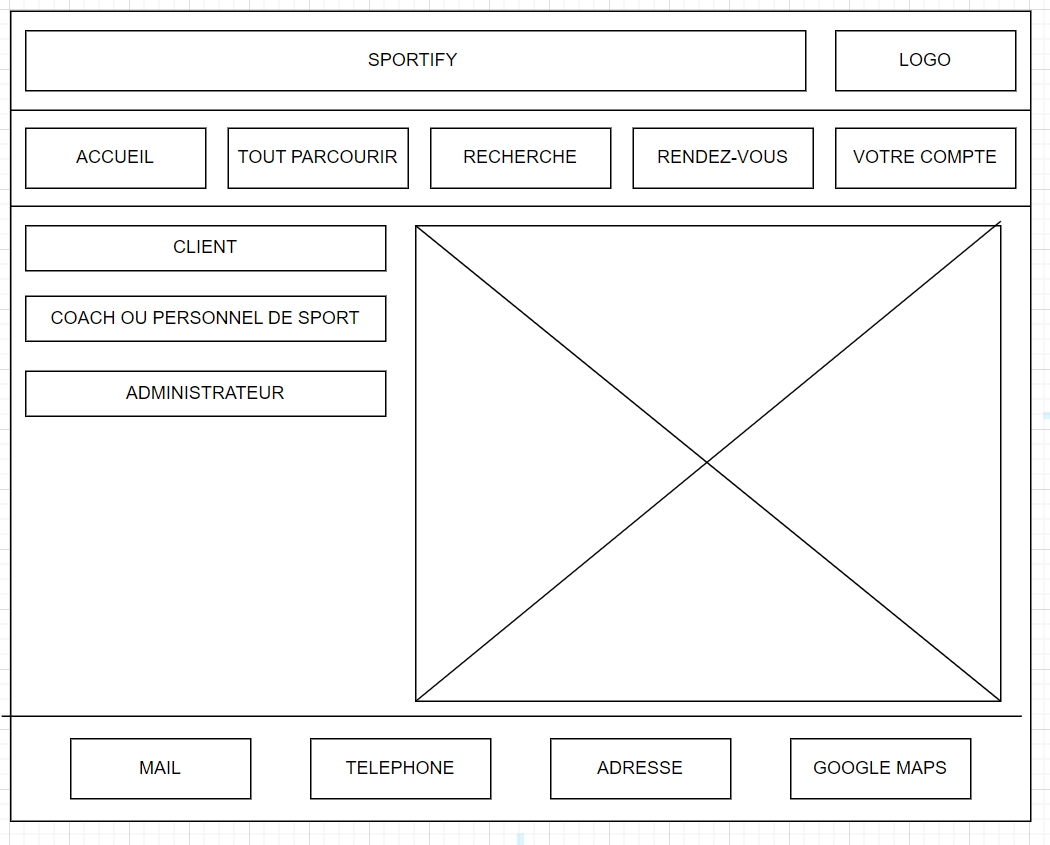 SPORTIFY
LOGO
ACCUEIL
TOUT PARCOURIR
RECHERCHE
RENDEZ-VOUS
VOTRE COMPTE
CLIENT
COACH OU PERSONNEL DE SPORT
ADMINISTRATEUR
MAIL
TELEPHONE
ADRESSE
GOOGLE MAPS